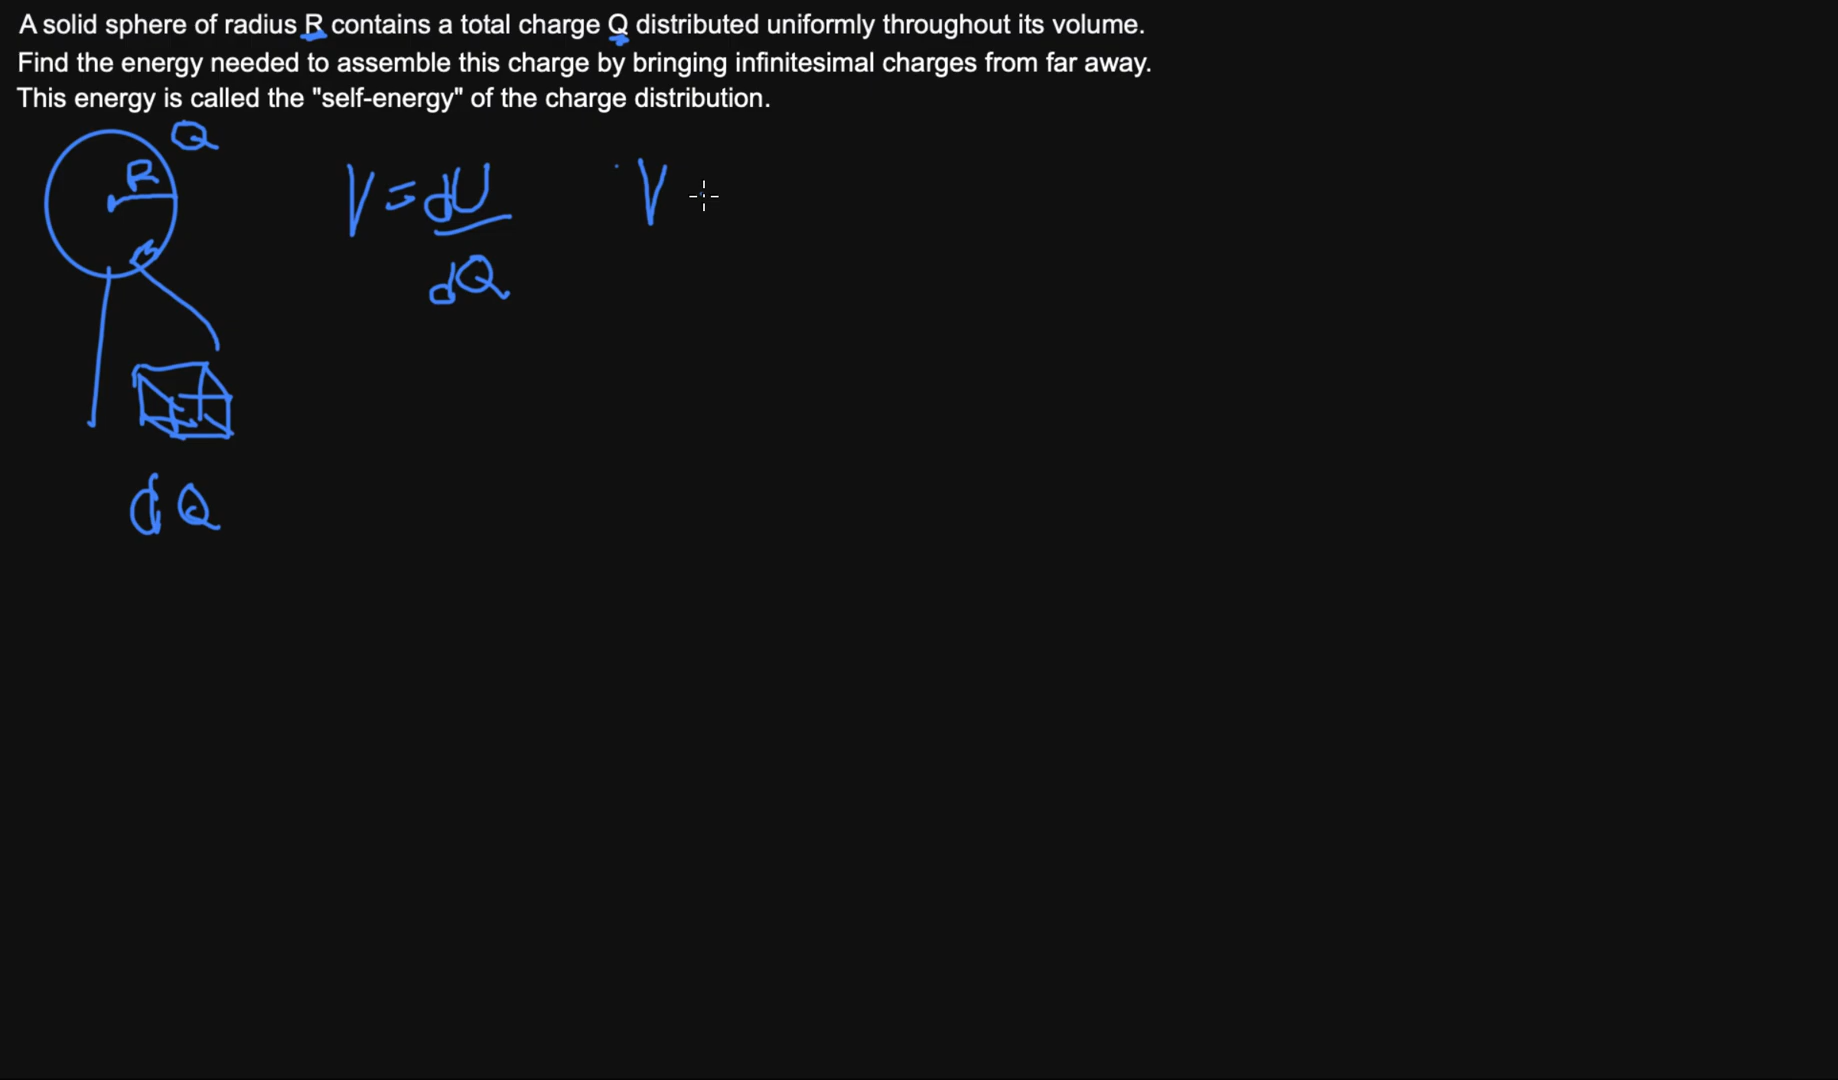 A solid sphere of radius R contains a total charge Q distributed uniformly throughout its volume.
Find the energy needed to assemble this charge by bringing infinitesimal charges from far away.
This energy is called the "self-energy" of the charge distribution.
Q
R
V = dU
dQ
V
dQ